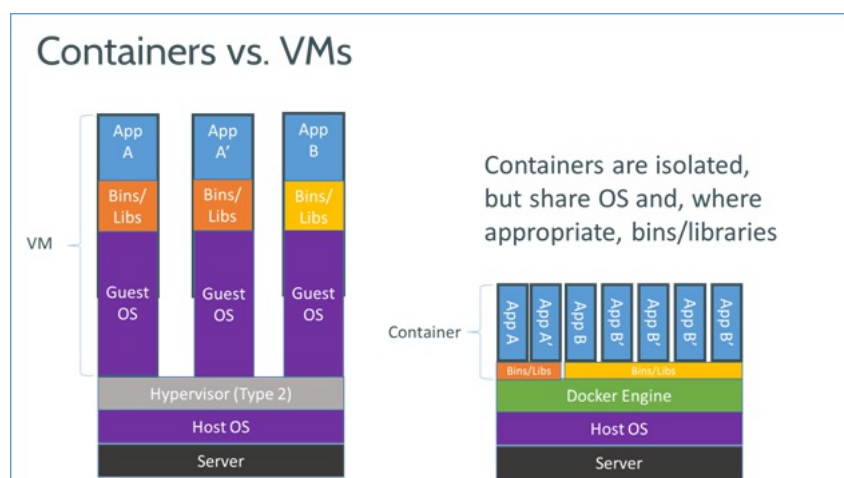 Containers vs. VMs
App
A
App
A’
App
B
Bins/
Libs
Bins/
Libs
Bins/
Libs
VM
Guest
OS
Guest
OS
Guest
OS
Hypervisor (Type 2)
Host OS
Server
Containers are isolated,
but share OS and, where
appropriate, bins/libraries
Container
App A
App A’
App B
App B’
App B’
App B’
App B’
Bins/Libs
Bins/Libs
Docker Engine
Host OS
Server